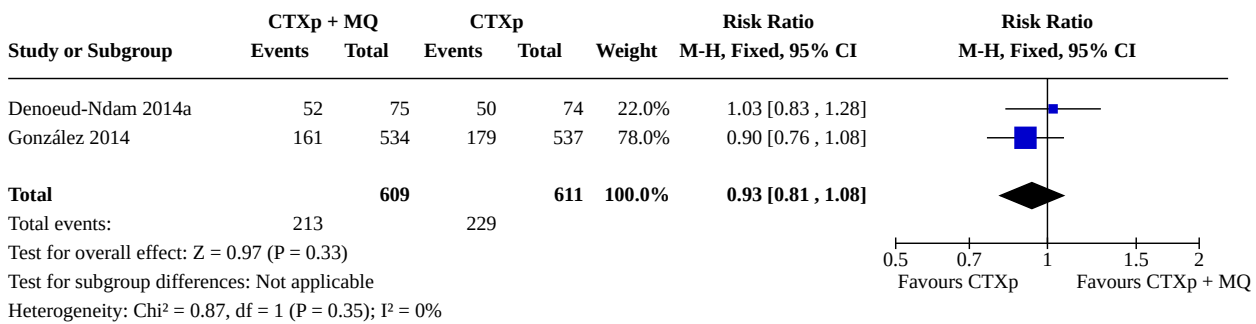 CTXp + MQ CTXp Risk Ratio Risk Ratio
Study or Subgroup Events Total Events Total Weight M-H, Fixed, 95% CI M-H, Fixed, 95% CI
Denoeud-Ndam 2014a 52 75 50 74 22.0% 1.03 [0.83 , 1.28]
González 2014 161 534 179 537 78.0% 0.90 [0.76 , 1.08]
Total 609 611 100.0% 0.93 [0.81 , 1.08]
Total events: 213 229
Test for overall effect: Z = 0.97 (P = 0.33)
0.5 0.7 1 1.5 2
Test for subgroup differences: Not applicable
Favours CTXp Favours CTXp + MQ
Heterogeneity: Chi² = 0.87, df = 1 (P = 0.35); I² = 0%